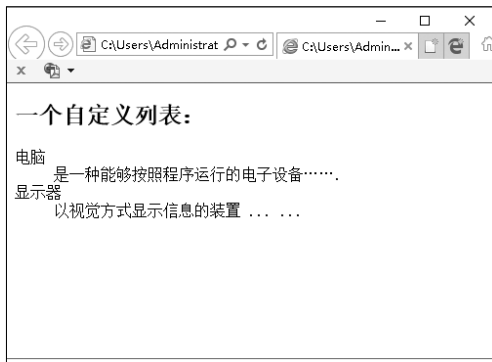 C:\Users\Administrat
C:\Users\Admin...
一个自定义列表：
电脑
是一种能够按照程序运行的电子设备…….
显示器
以视觉方式显示信息的装置 ... ...